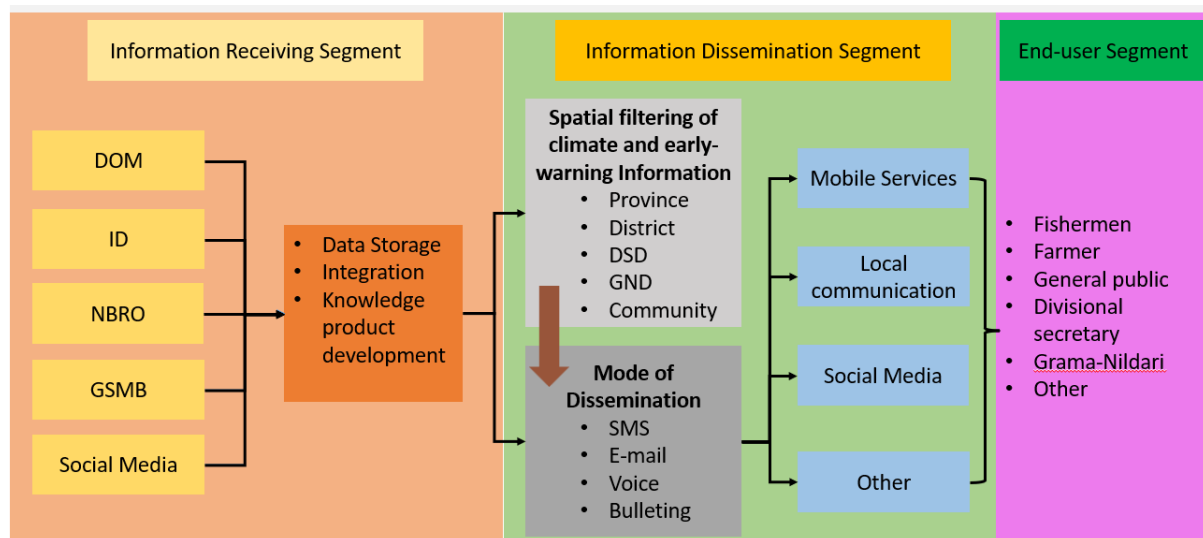 Information Receiving Segment
DOM
ID
NBRO
GSMB
Social Media
• Data Storage
• Integration
• Knowledge
product
development
Information Dissemination Segment
Spatial filtering of
climate and early-
warning Information
• Province
• District
• DSD
• GND
• Community
Mode of
Dissemination
• SMS
• E-mail
• Voice
• Bulleting
Mobile Services
Local
communication
Social Media
Other
End-user Segment
• Fishermen
• Farmer
• General public
• Divisional
secretary
• Grama-Nildari
• Other